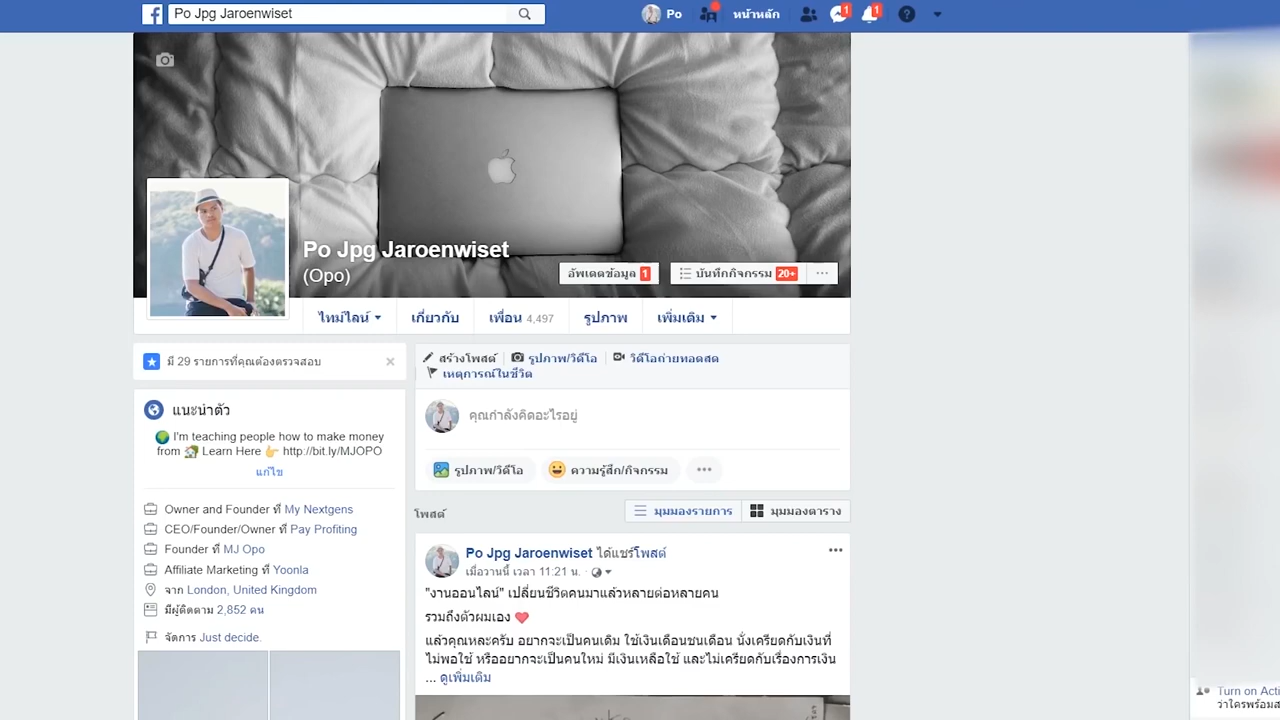 Po Jpg Jaroenwiset
Po
หน้าหลัก
1
1
Po Jpg Jaroenwiset
(Opo)
อัพเดตข้อมูล 1
บันทึกกิจกรรม 20+
ไทม์ไลน์
เกี่ยวกับ
เพื่อน 4,497
รูปภาพ
เพิ่มเติม
มี 29 รายการที่คุณต้องตรวจสอบ
แนะนำตัว
I'm teaching people how to make money
from Learn Here http://bit.ly/MJOPO
แก้ไข
Owner and Founder ที่ My Nextgens
CEO/Founder/Owner ที่ Pay Profiting
Founder ที่ MJ Opo
Affiliate Marketing ที่ Yoonla
จาก London, United Kingdom
มีผู้ติดตาม 2,852 คน
จัดการ Just decide.
สร้างโพสต์
รูปภาพ/วิดีโอ
วิดีโอถ่ายทอดสด
เหตุการณ์ในชีวิต
คุณกำลังคิดอะไรอยู่
รูปภาพ/วิดีโอ
ความรู้สึก/กิจกรรม
โพสต์
มุมมองรายการ
มุมมองตาราง
Po Jpg Jaroenwiset ได้แชร์โพสต์
เมื่อวานนี้ เวลา 11:21 น.
"งานออนไลน์" เปลี่ยนชีวิตคนมาแล้วหลายต่อหลายคน
รวมถึงตัวผมเอง
แล้วคุณหละครับ อยากจะเป็นคนเดิม ใช้เงินเดือนชนเดือน นั่งเครียดกับเงินที่
ไม่พอใช้ หรืออยากจะเป็นคนใหม่ มีเงินเหลือใช้ และไม่เครียดกับเรื่องการเงิน
... ดูเพิ่มเติม
Turn on Acti
ว่าใครพร้อมส